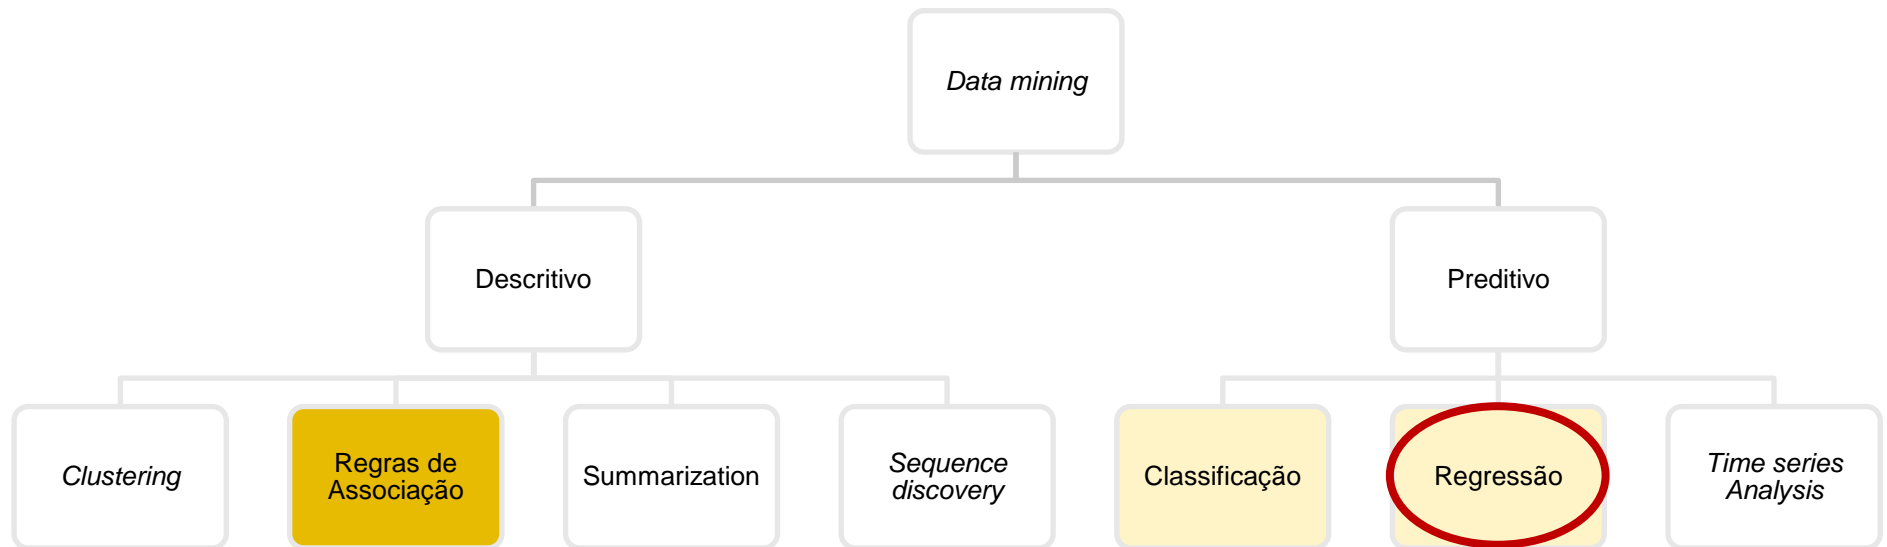 Data mining
Descritivo
Preditivo
Clustering
Regras de
Associação
Summarization
Sequence
discovery
Classificação
Regressão
Time series
Analysis